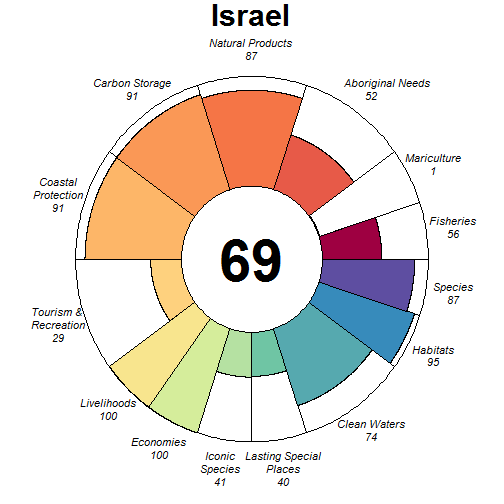 Israel
Natural Products
87
Carbon Storage
91
Aboriginal Needs
52
Mariculture
1
Coastal
Protection
91
Fisheries
56
69
Species
87
Tourism &
Recreation
29
Habitats
95
Livelihoods
100
Clean Waters
74
Economies
100
Iconic
Species
41
Lasting Special
Places
40